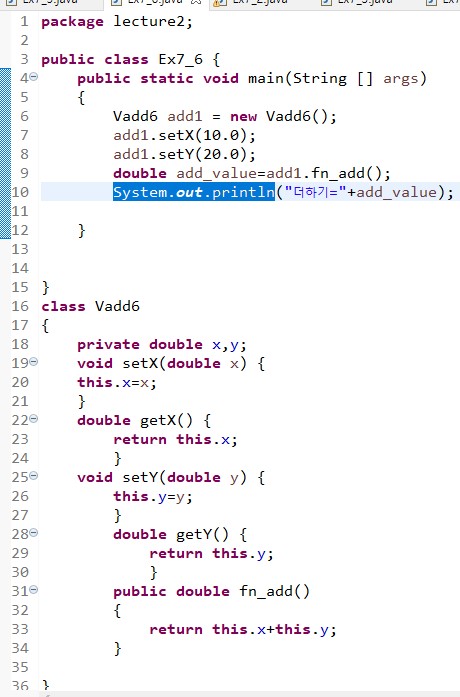 Ex7_6.java
Ex7_2.java
1 package lecture2;
2
3 public class Ex7_6 {
4     public static void main(String [] args)
5     {
6         Vadd6 add1 = new Vadd6();
7         add1.setX(10.0);
8         add1.setY(20.0);
9         double add_value=add1.fn_add();
10         System.out.println("더하기="+add_value);
11
12     }
13
14
15 }
16 class Vadd6
17 {
18     private double x,y;
19     void setX(double x) {
20     this.x=x;
21     }
22     double getX() {
23         return this.x;
24         }
25     void setY(double y) {
26         this.y=y;
27         }
28         double getY() {
29             return this.y;
30             }
31         public double fn_add()
32         {
33             return this.x+this.y;
34         }
35
36 }